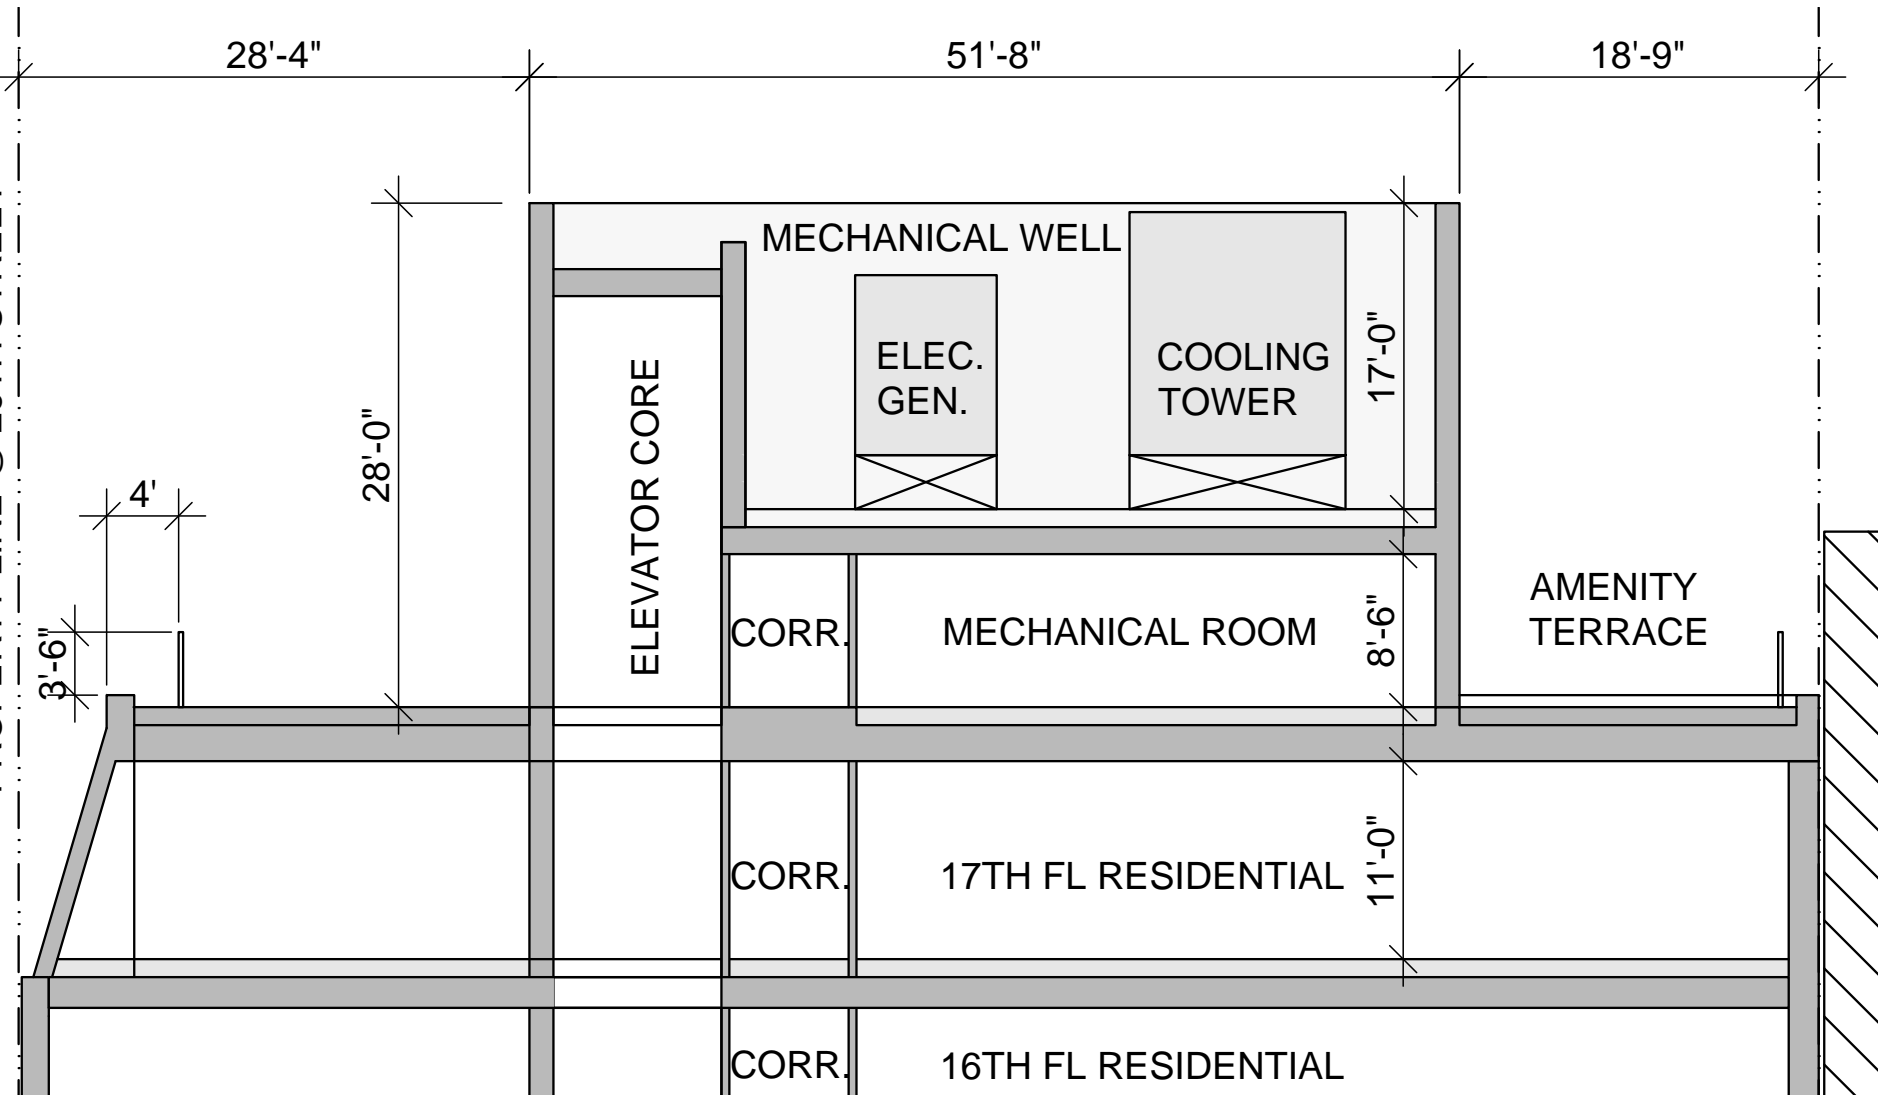 28'-4"
51'-8"
18'-9"
MECHANICAL WELL
ELEC.
GEN.
COOLING
TOWER
17'-0"
ELEVATOR CORE
28'-0"
4'
3'-6"
CORR.
MECHANICAL ROOM
8'-6"
AMENITY
TERRACE
CORR.
17TH FL RESIDENTIAL
11'-0"
CORR.
16TH FL RESIDENTIAL